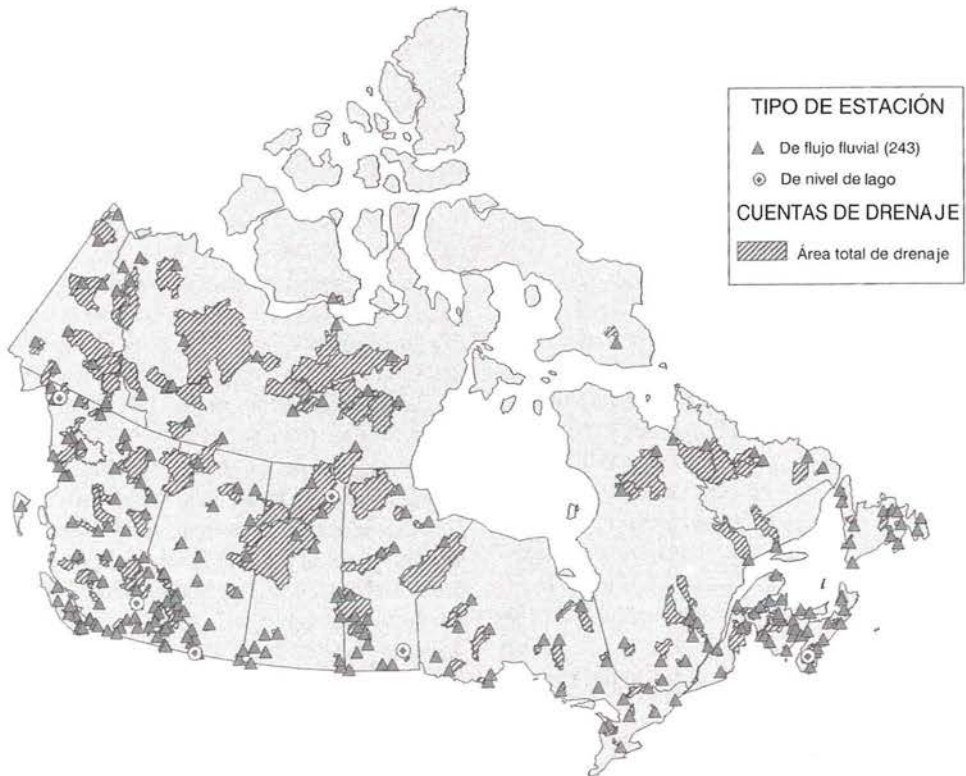 TIPO DE ESTACIÓN
De flujo fluvial (243)
De nivel de lago
CUENTAS DE DRENAJE
Área total de drenaje